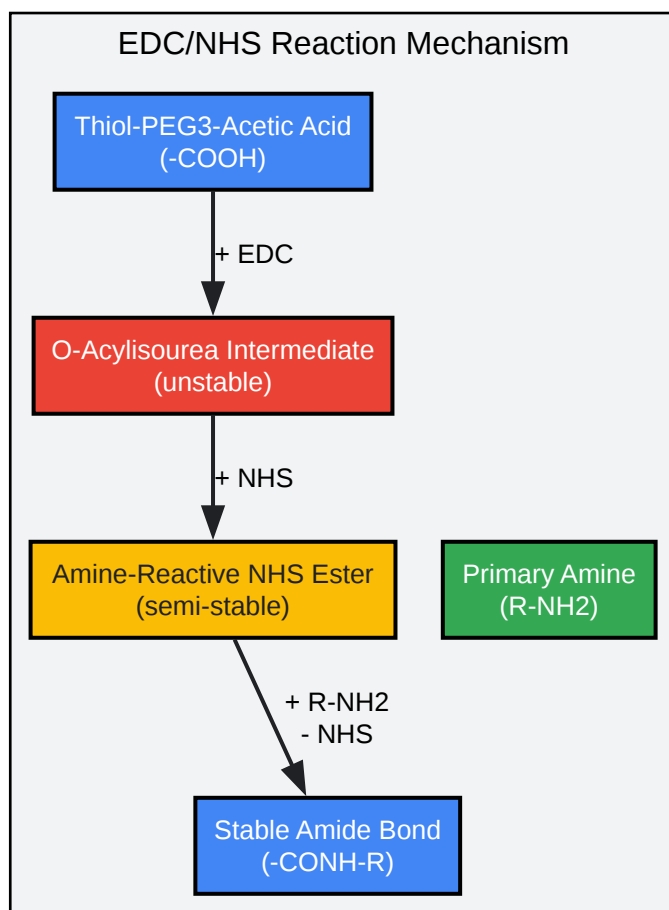 EDC/NHS Reaction Mechanism
Thiol-PEG3-Acetic Acid
(-COOH)
+ EDC
O-Acylisourea Intermediate
(unstable)
+ NHS
Amine-Reactive NHS Ester
(semi-stable)
Primary Amine
(R-NH2)
+ R-NH2
- NHS
Stable Amide Bond
(-CONH-R)